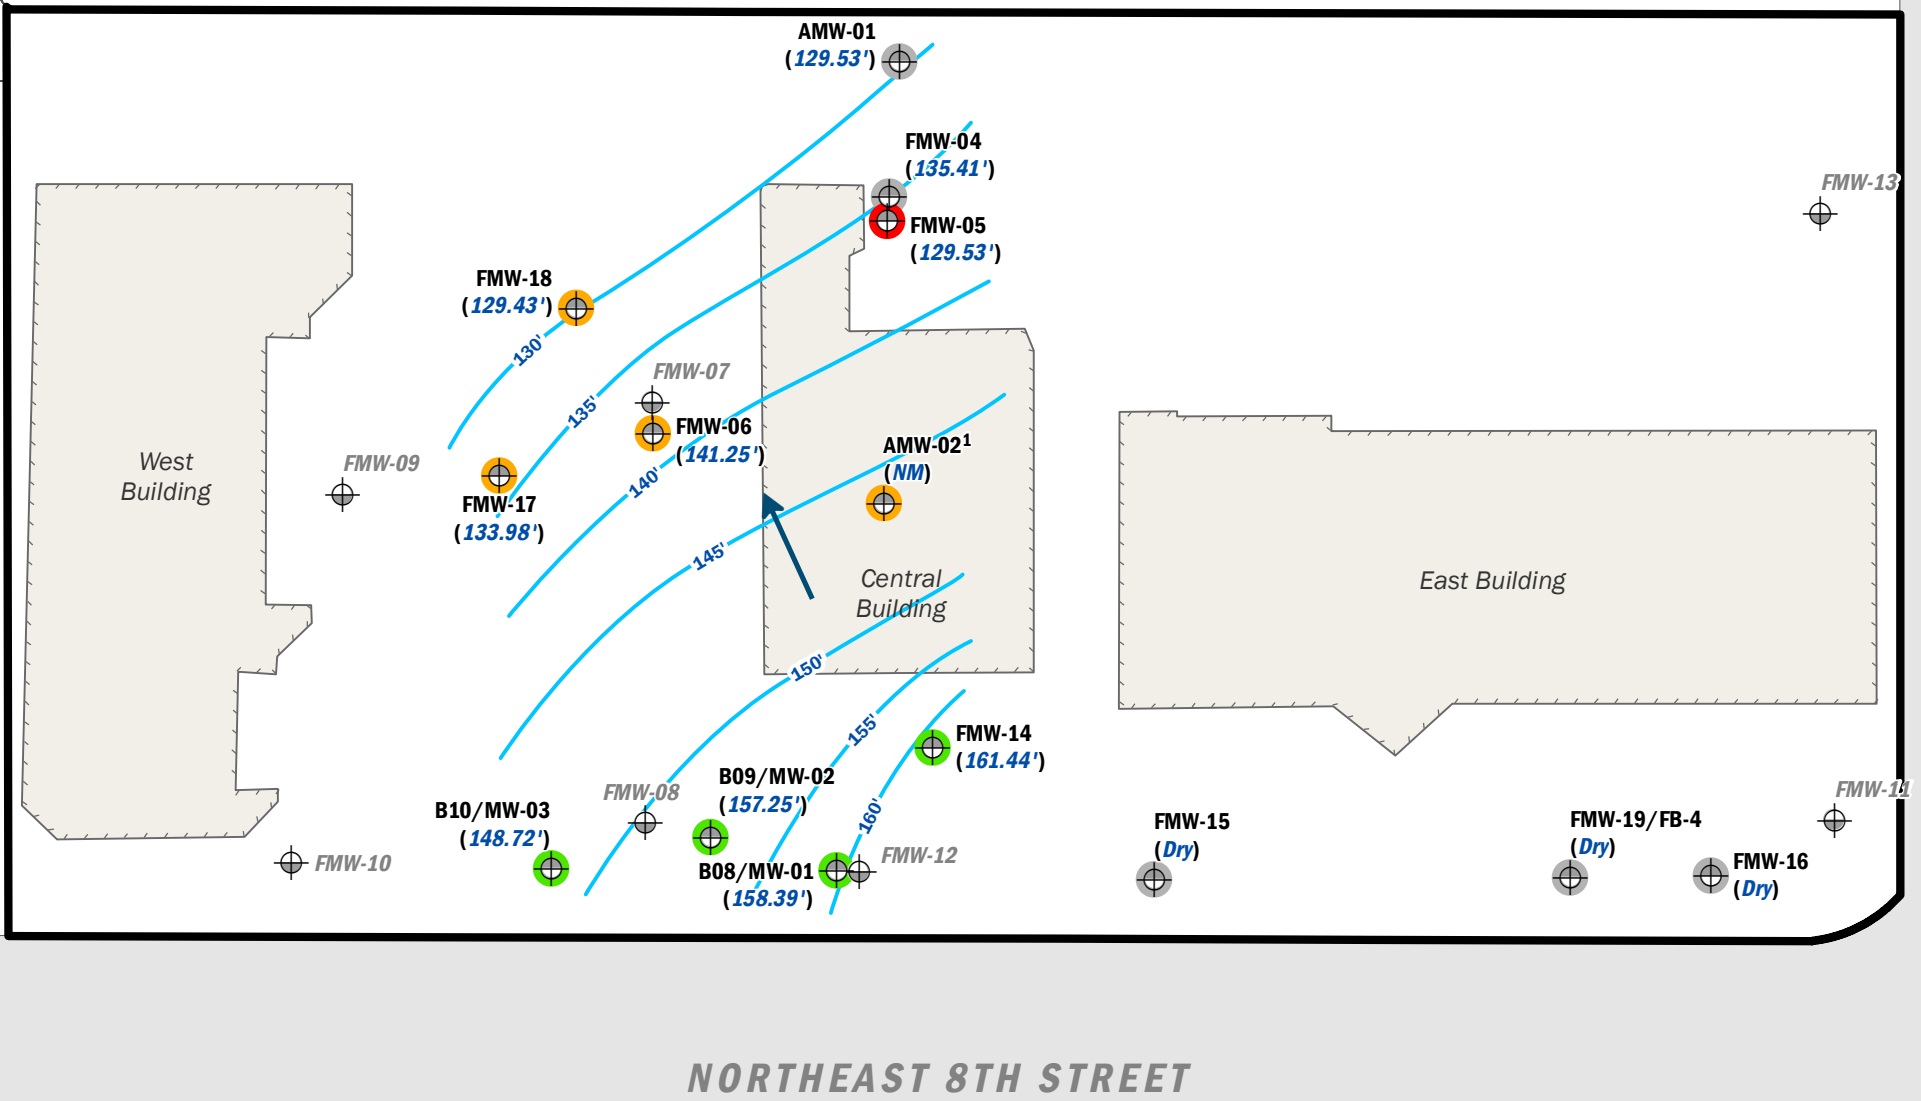 AMW-01
(129.53')
FMW-04
(135.41')
FMW-05
(129.53')
FMW-13
FMW-18
(129.43')
130'
FMW-07
135'
FMW-06
(141.25')
140'
AMW-02¹
(NM)
FMW-09
West
Building
FMW-17
(133.98')
145'
Central
Building
East Building
150'
155'
FMW-14
(161.44')
B09/MW-02
(157.25')
FMW-08
B10/MW-03
(148.72')
160'
FMW-11
FMW-15
(Dry)
FMW-19/FB-4
(Dry)
FMW-16
(Dry)
FMW-10
B08/MW-01
(158.39')
FMW-12
NORTHEAST 8TH STREET